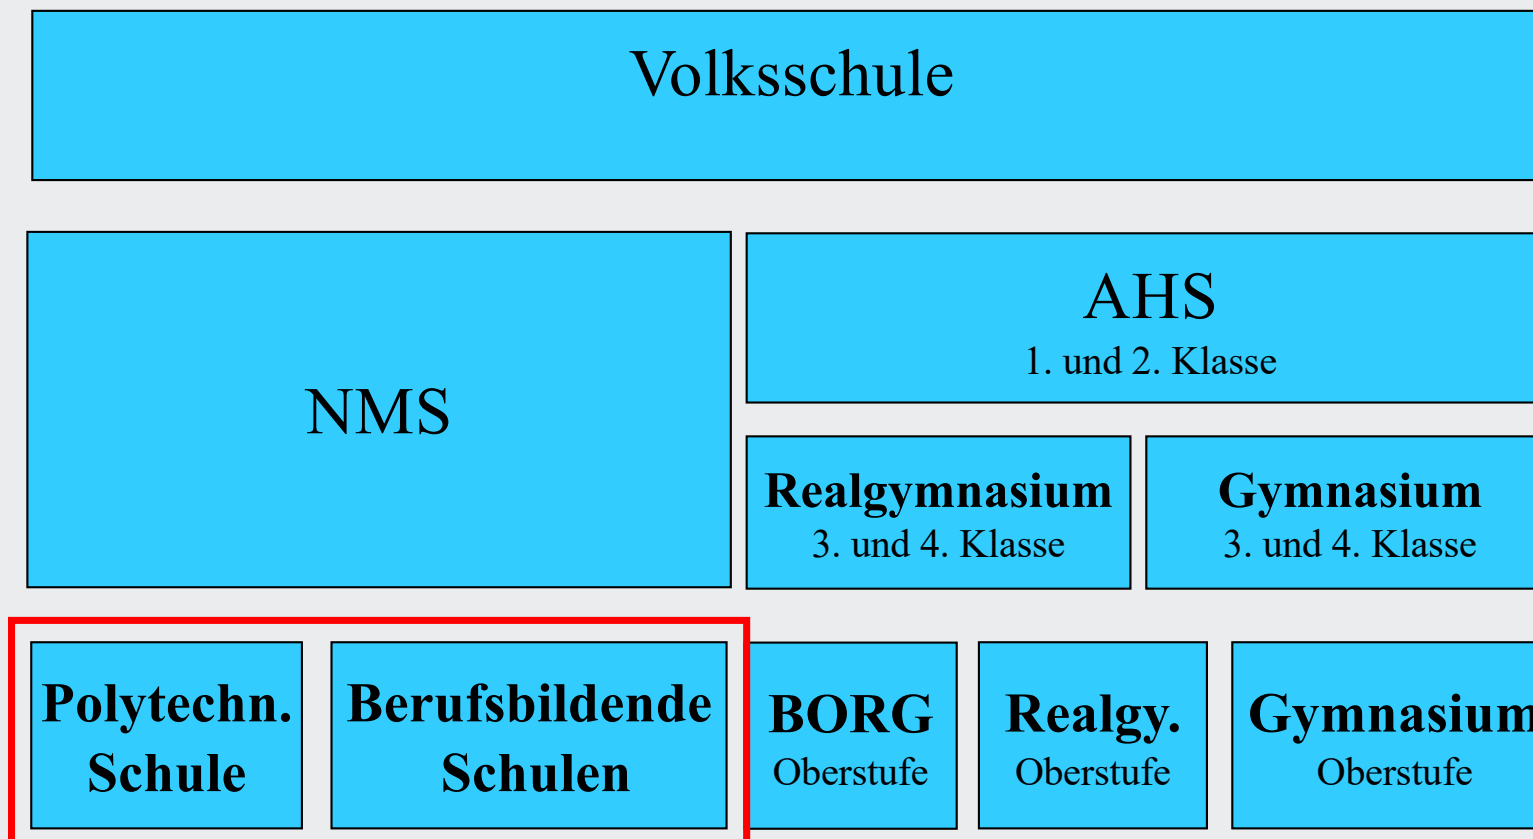 Volksschule
NMS
AHS
1. und 2. Klasse
Realgymnasium
3. und 4. Klasse
Gymnasium
3. und 4. Klasse
Polytechn.
Schule
Berufsbildende
Schulen
BORG
Oberstufe
Realgy.
Oberstufe
Gymnasium
Oberstufe